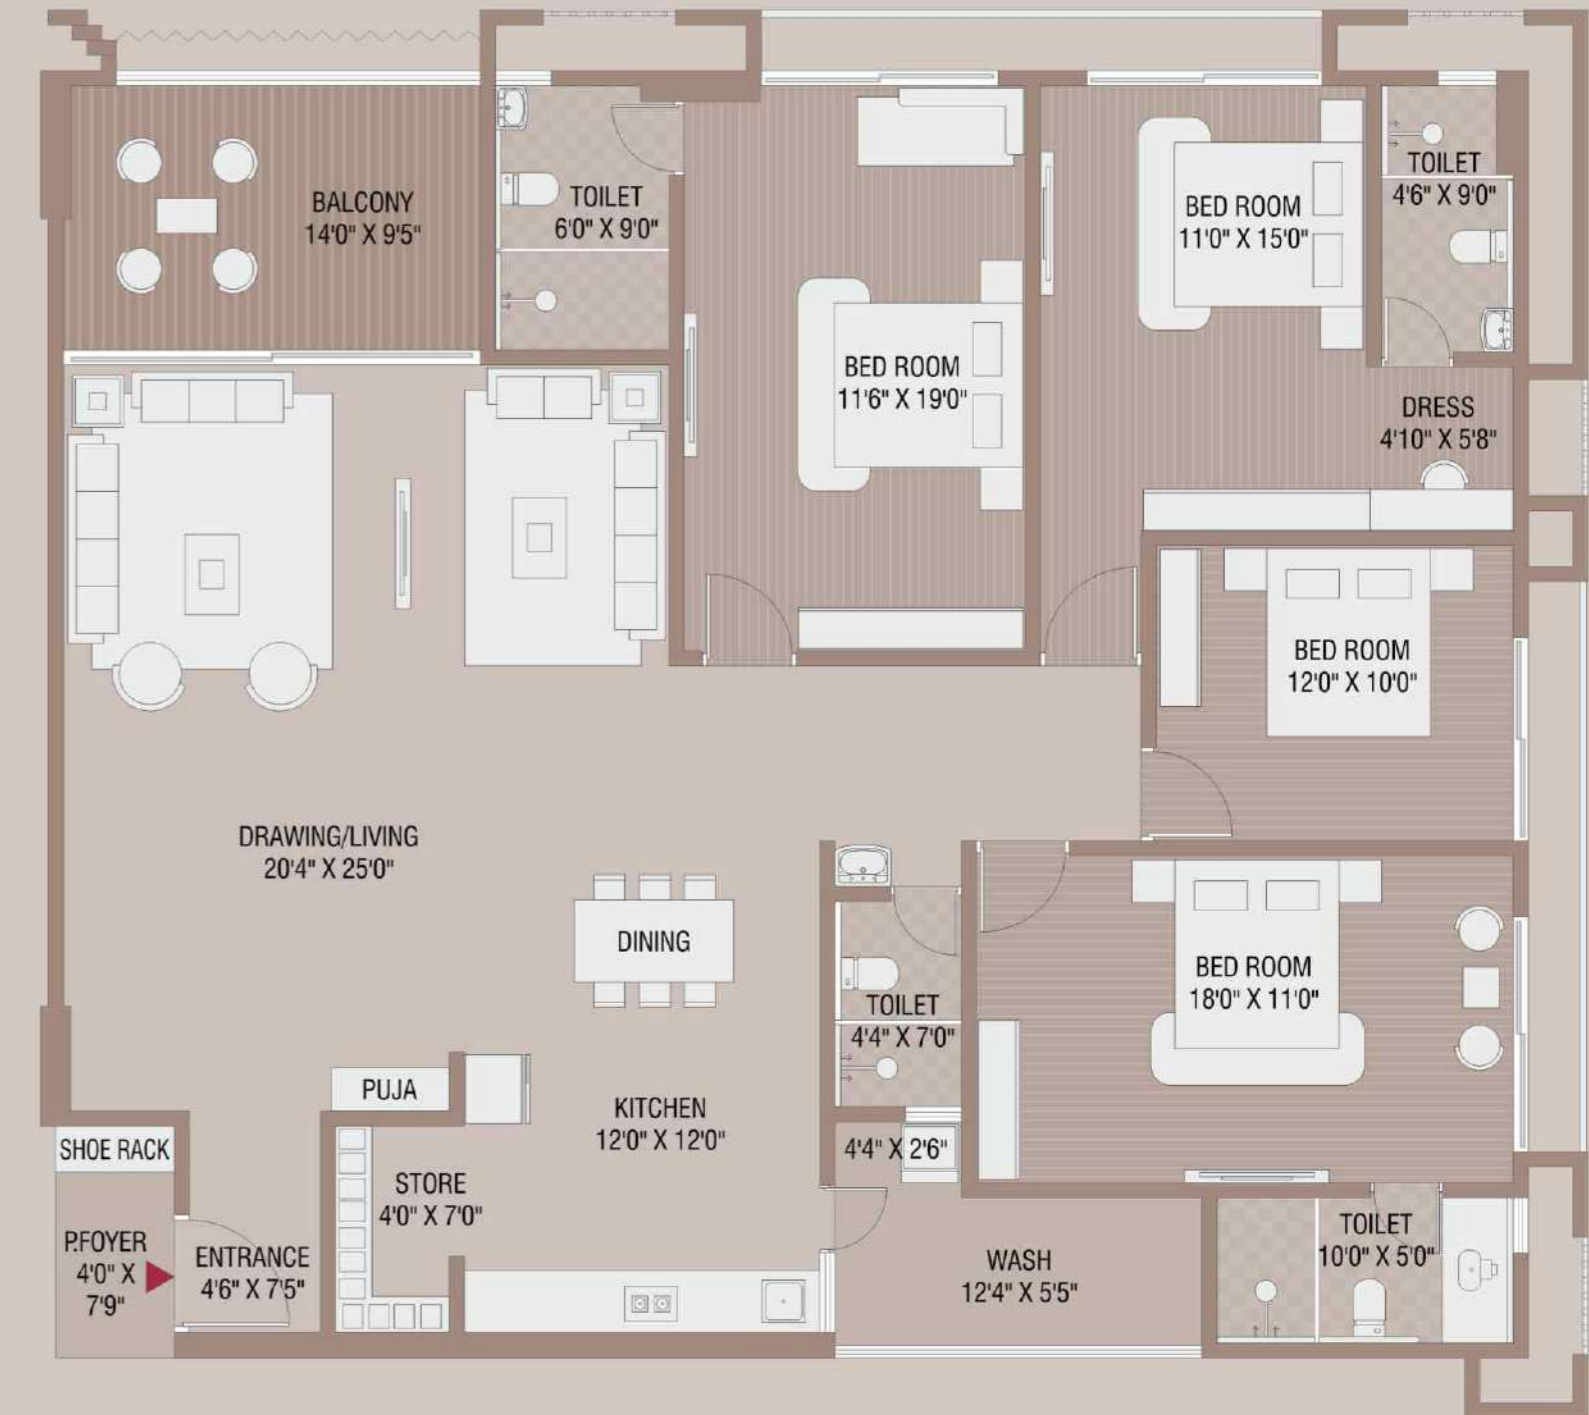 BALCONY
14'0" X 9'5"
TOILET
6'0" X 9'0"
BED ROOM
11'6" X 19'0"
BED ROOM
11'0" X 15'0"
TOILET
4'6" X 9'0"
DRESS
4'10" X 5'8"
BED ROOM
12'0" X 10'0"
DRAWING/LIVING
20'4" X 25'0"
DINING
BED ROOM
18'0" X 11'0"
TOILET
4'4" X 7'0"
PUJA
KITCHEN
12'0" X 12'0"
4'4" X 2'6"
SHOE RACK
STORE
4'0" X 7'0"
P.FOYER
4'0" X
7'9"
ENTRANCE
4'6" X 7'5"
WASH
12'4" X 5'5"
TOILET
10'0" X 5'0"